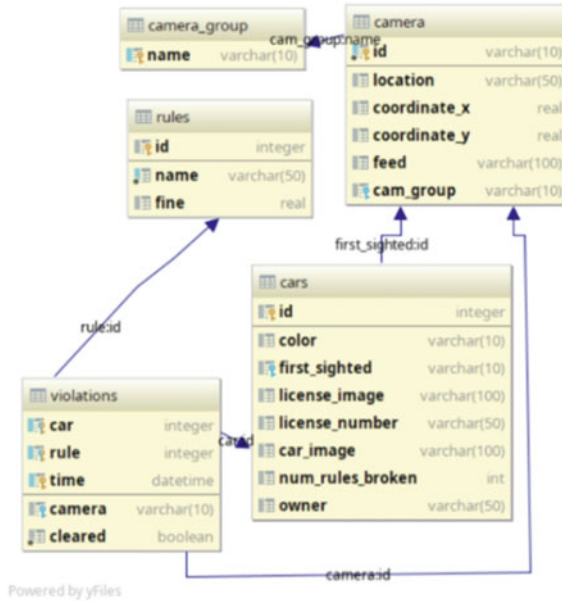 camera_group
name varchar(10)
cam_group:name
camera
id varchar(10)
location varchar(50)
coordinate_x real
coordinate_y real
feed varchar(100)
cam_group varchar(10)
rules
id integer
name varchar(50)
fine real
first_sighted:id
cars
id integer
color varchar(10)
first_sighted varchar(10)
license_image varchar(100)
license_number varchar(50)
car_image varchar(100)
num_rules_broken int
owner varchar(50)
rule:id
violations
car integer
rule integer
time datetime
camera varchar(10)
cleared boolean
car:id
camera:id
Powered by yFiles